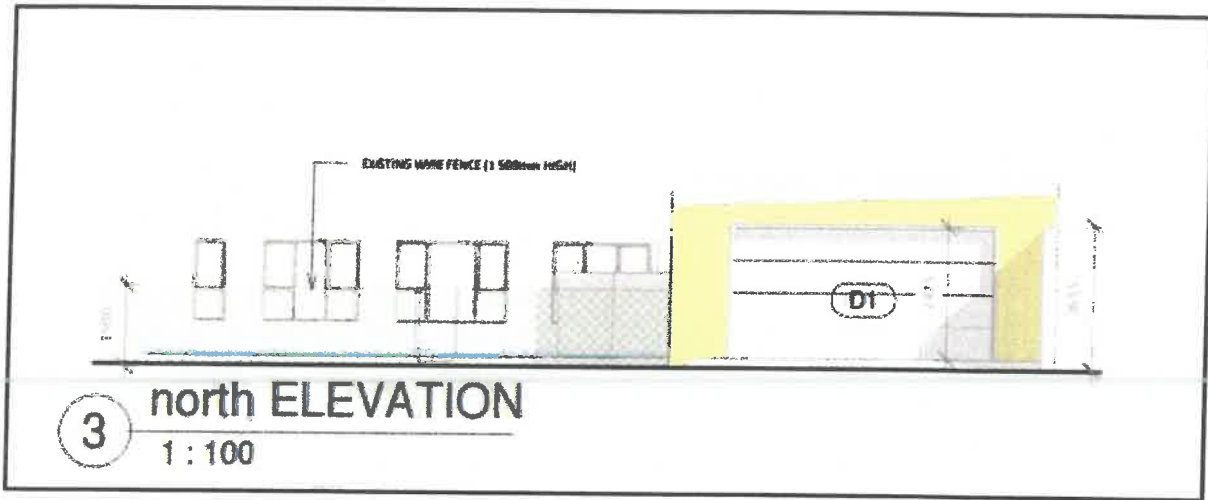 EXISTING WIRE FENCE (1 500mm HIGH)
D1
3
north ELEVATION
1 : 100